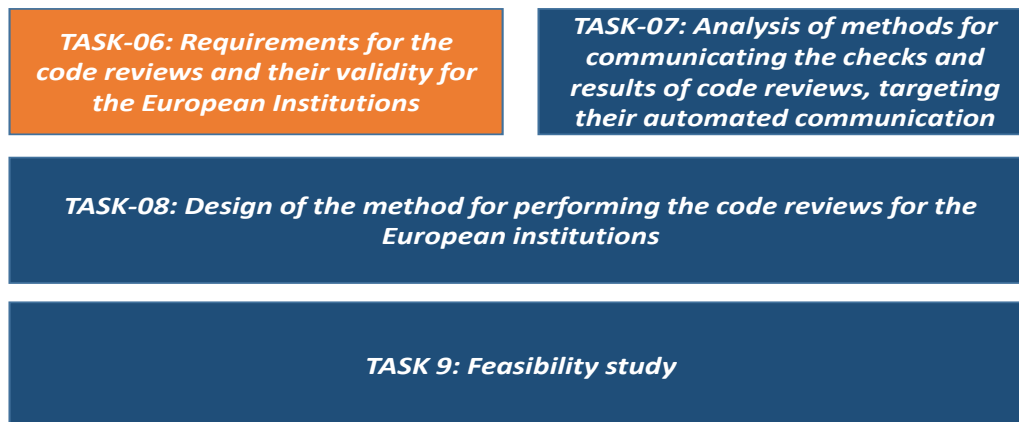 TASK-06: Requirements for the
code reviews and their validity for
the European Institutions
TASK-07: Analysis of methods for
communicating the checks and
results of code reviews, targeting
their automated communication
TASK-08: Design of the method for performing the code reviews for the
European institutions
TASK 9: Feasibility study